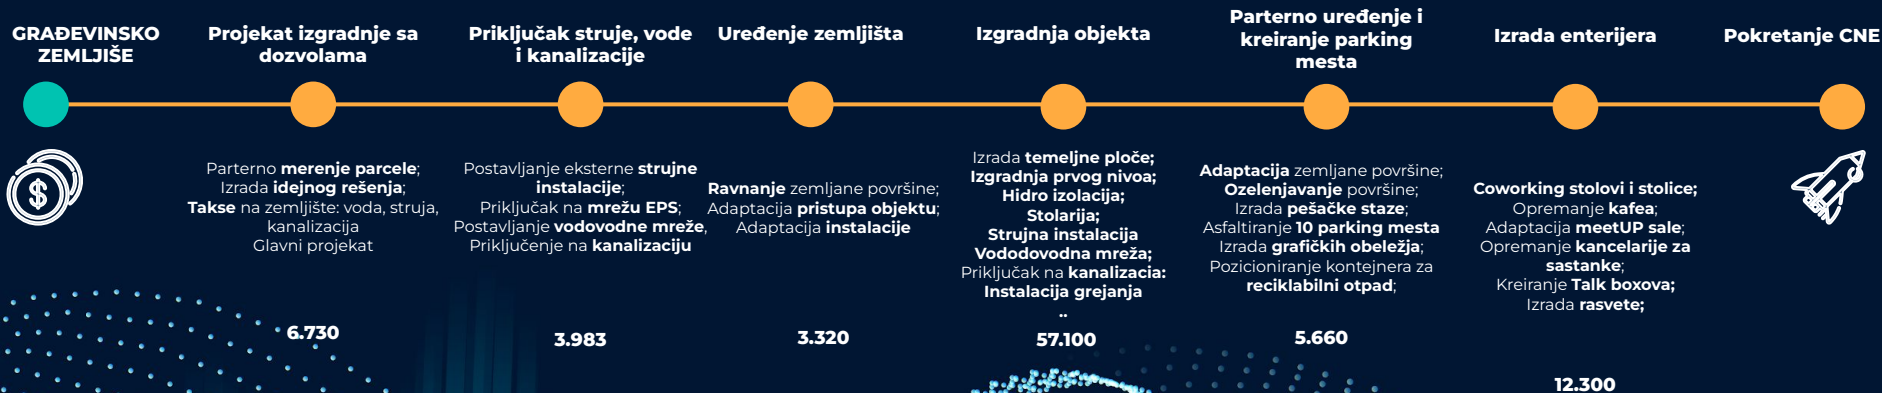 GRAĐEVINSKO
ZEMLJIŠE
Projekat izgradnje sa
dozvolama
Priključak struje, vode
i kanalizacije
Uređenje zemljišta
Izgradnja objekta
Parterno uređenje i
kreiranje parking
mesta
Izrada enterijera
Pokretanje CNE
$
Parterno merenje parcele;
Izrada idejnog rešenja;
Takse na zemljište: voda, struja,
kanalizacija
Glavni projekat
6.730
Postavljanje eksterne strujne
instalacije;
Priključak na mrežu EPS;
Postavljanje vodovodne mreže,
Priključenje na kanalizaciju
3.983
Ravnanje zemljane površine;
Adaptacija pristupa objektu;
Adaptacija instalacije
3.320
Izrada temeljne ploče;
Izgradnja prvog nivoa;
Hidro izolacija;
Stolarija;
Strujna instalacija
Vododovodna mreža;
Priključak na kanalizacia:
Instalacija grejanja
..
57.100
Adaptacija zemljane površine;
Ozelenjavanje površine;
Izrada pešačke staze;
Asfaltiranje 10 parking mesta
Izrada grafičkih obeležja;
Pozicioniranje kontejnera za
reciklabilni otpad;
5.660
Coworking stolovi i stolice;
Opremanje kafea;
Adaptacija meetUP sale;
Opremanje kancelarije za
sastanke;
Kreiranje Talk boxova;
Izrada rasvete;
12.300